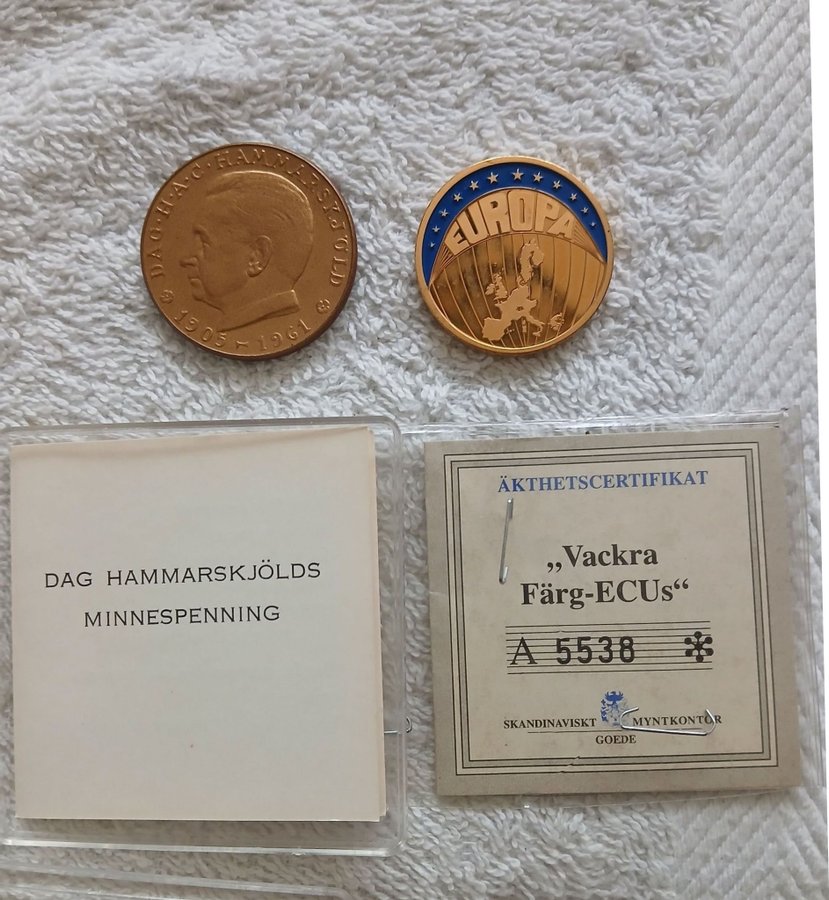 DAG·H·A·C·HAMMARSKJÖLD
1905–1961
EUROPA
DAG HAMMARSKJÖLDS
MINNESPENNING
ÄKTHETSCERTIFIKAT
„Vackra
Färg-ECUs“
A 5538
SKANDINAVISKT MYNTKONTOR
GOEDE